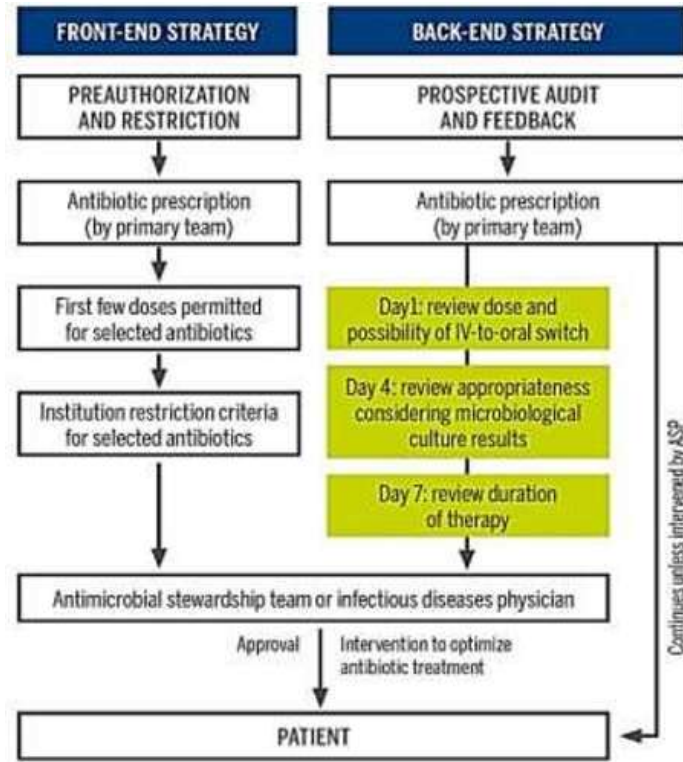 FRONT-END STRATEGY
PREAUTHORIZATION
AND RESTRICTION
Antibiotic prescription
(by primary team)
First few doses permitted
for selected antibiotics
Institution restriction criteria
for selected antibiotics
BACK-END STRATEGY
PROSPECTIVE AUDIT
AND FEEDBACK
Antibiotic prescription
(by primary team)
Day1: review dose and
possibility of IV-to-oral switch
Day 4: review appropriateness
considering microbiological
culture results
Day 7: review duration
of therapy
Continues unless intervened by ASP
Antimicrobial stewardship team or infectious diseases physician
Approval
Intervention to optimize
antibiotic treatment
PATIENT